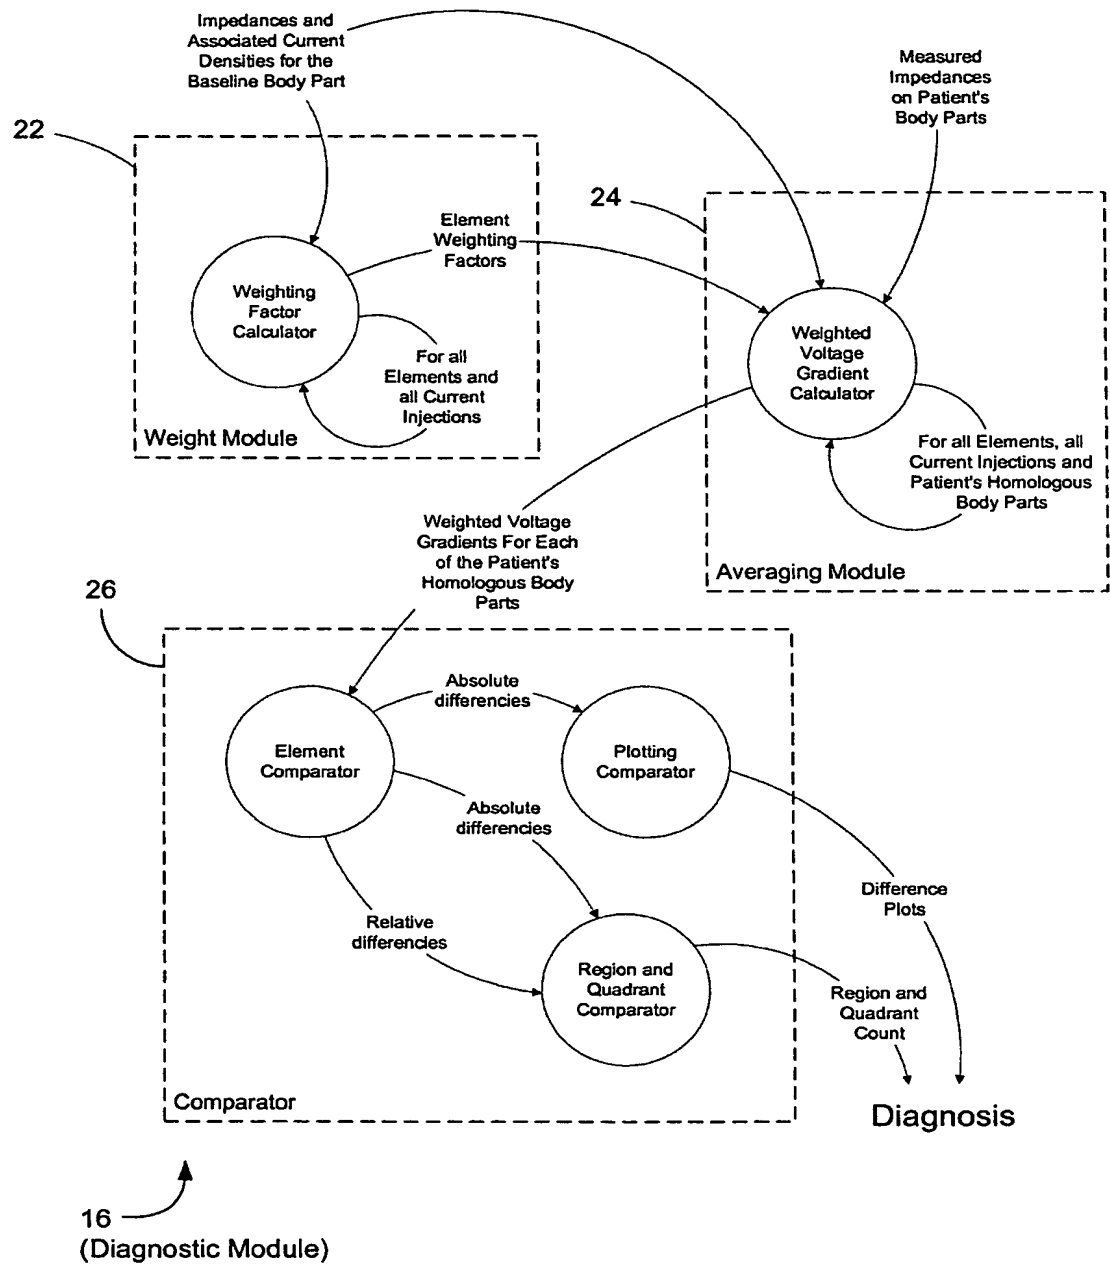 Impedances and
Associated Current
Densities for the
Baseline Body Part
Measured
Impedances
on Patient's
Body Parts
22
24
Element
Weighting
Factors
Weighting
Factor
Calculator
For all
Elements and
all Current
Injections
Weight Module
Weighted
Voltage
Gradient
Calculator
For all Elements, all
Current Injections and
Patient's Homologous
Body Parts
Averaging Module
Weighted Voltage
Gradients For Each
of the Patient's
Homologous Body
Parts
26
Absolute
differencies
Element
Comparator
Plotting
Comparator
Absolute
differencies
Relative
differencies
Difference
Plots
Region and
Quadrant
Comparator
Region and
Quadrant
Count
Comparator
Diagnosis
16
(Diagnostic Module)